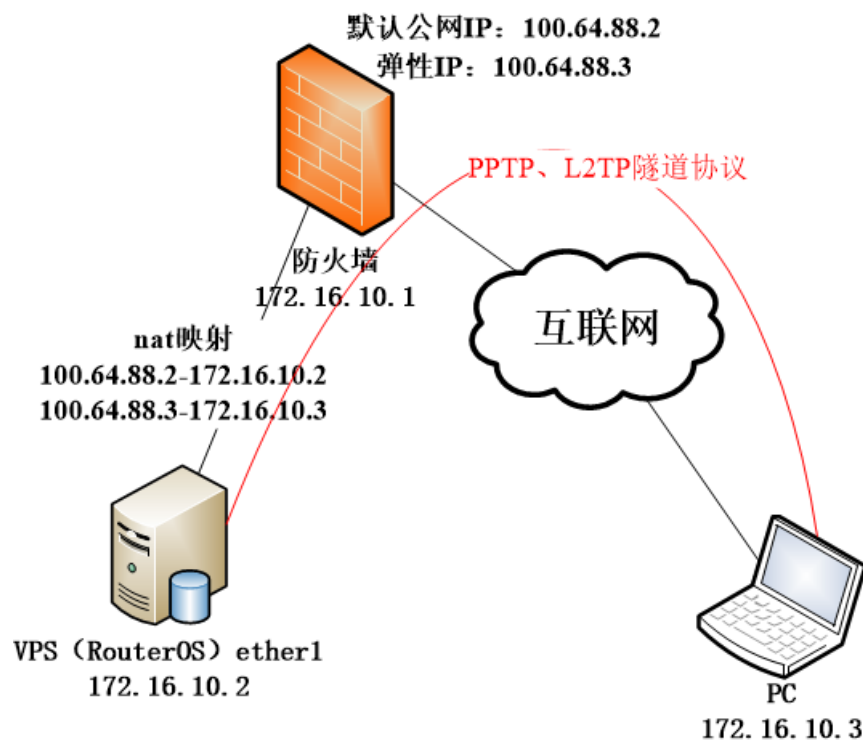 默认公网IP：100.64.88.2
弹性IP：100.64.88.3
PPTP、L2TP隧道协议
防火墙
172.16.10.1
互联网
nat映射
100.64.88.2-172.16.10.2
100.64.88.3-172.16.10.3
VPS（RouterOS）ether1
172.16.10.2
PC
172.16.10.3